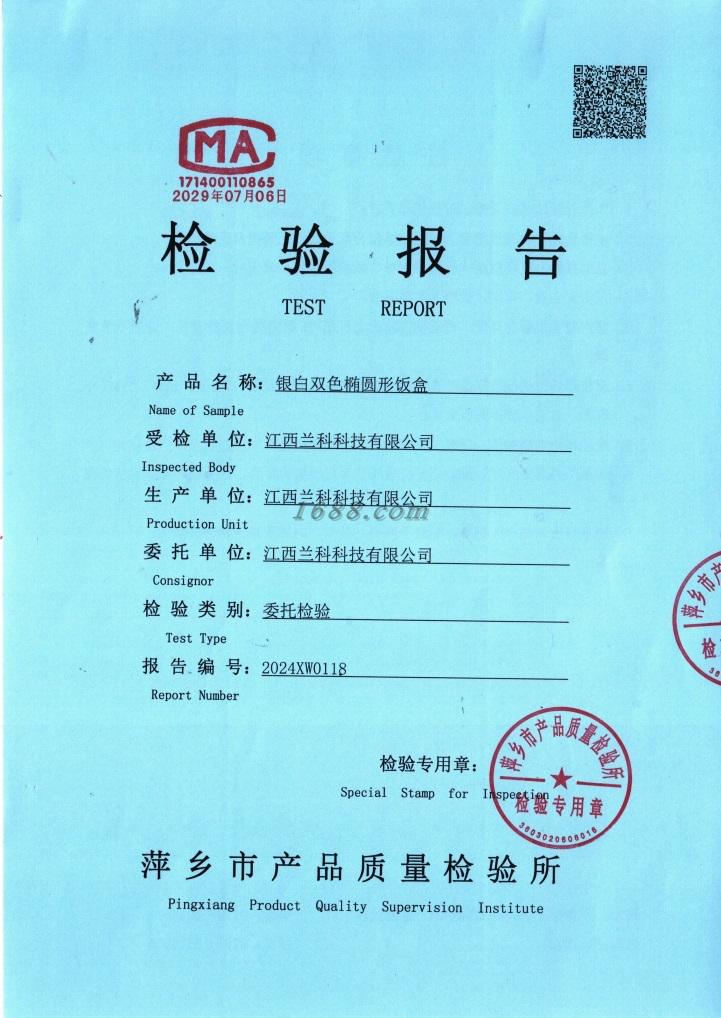 CMA
171400110865
2029年07月06日
检验报告
TEST REPORT
产品名称：银白双色椭圆形饭盒
Name of Sample
受检单位：江西兰科科技有限公司
Inspected Body
生产单位：江西兰科科技有限公司
1688.com
Production Unit
委托单位：江西兰科科技有限公司
Consignor
检验类别：委托检验
Test Type
报告编号：2024XW0118
Report Number
萍乡市产
检
检验专用章：
Special Stamp for Inspection
萍乡市产品质量检验所
检验专用章
3603020608016
萍乡市产品质量检验所
Pingxiang Product Quality Supervision Institute